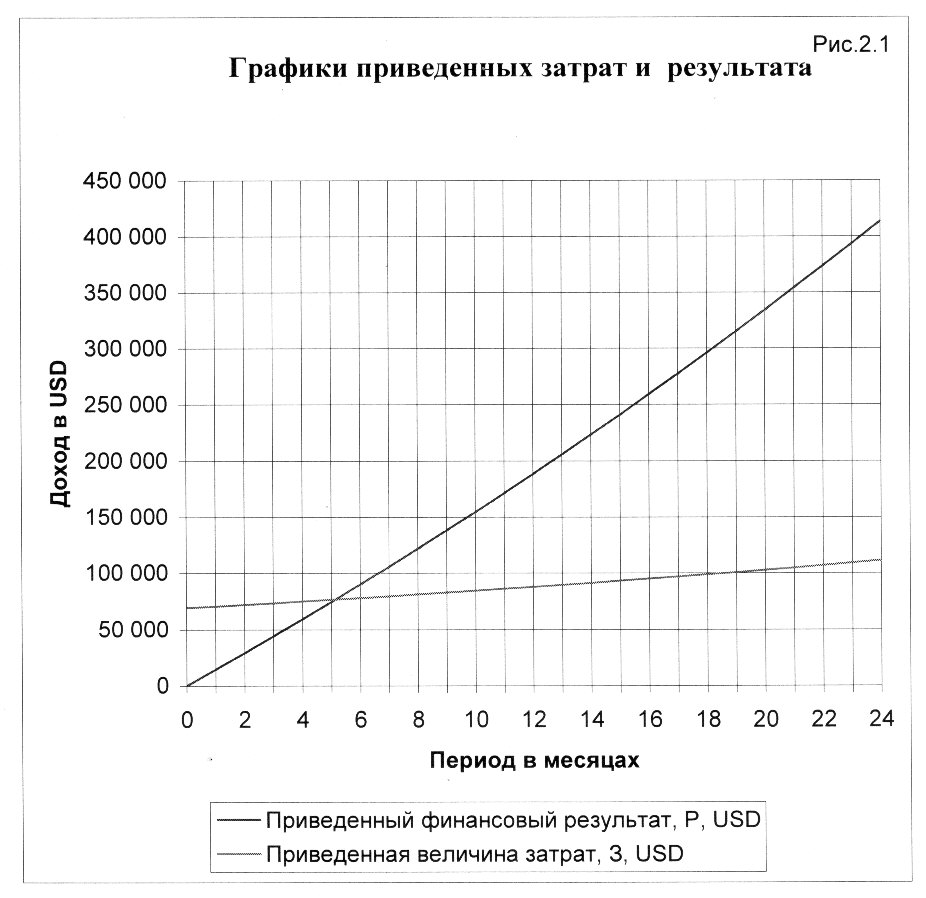 Рис.2.1
Графики приведенных затрат и результата
450 000
400 000
350 000
300 000
250 000
200 000
150 000
100 000
50 000
0
Доход в USD
0 2 4 6 8 10 12 14 16 18 20 22 24
Период в месяцах
Приведенный финансовый результат, Р, USD
Приведенная величина затрат, З, USD